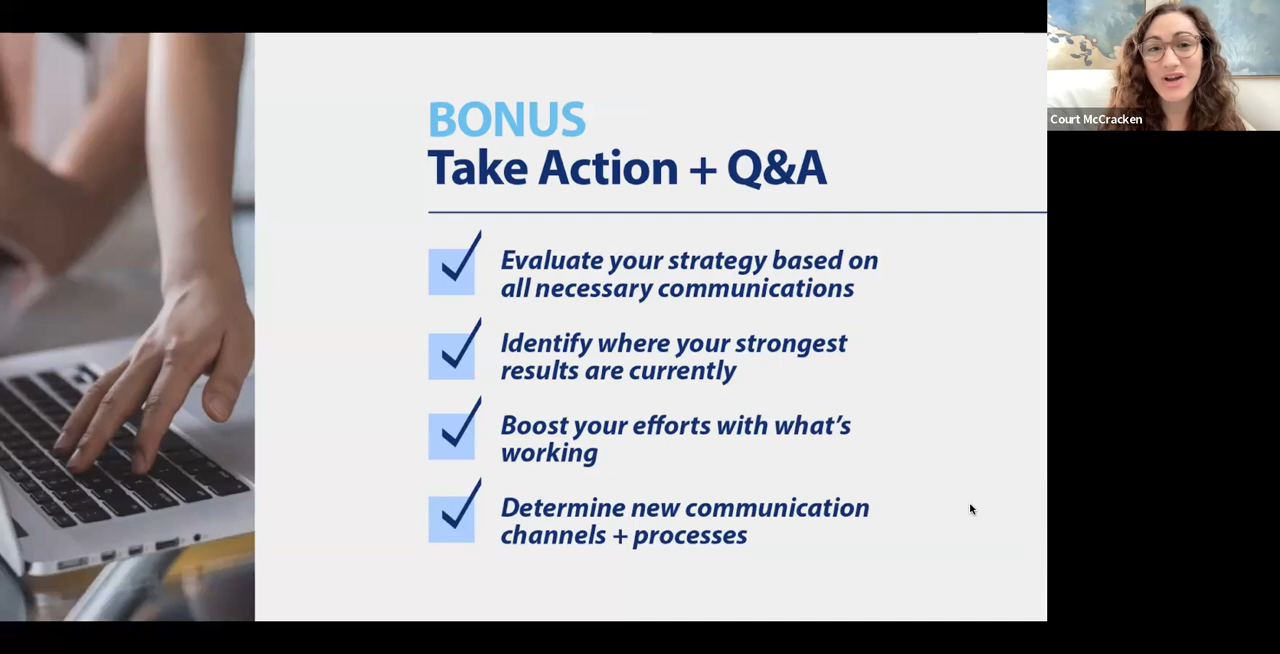 BONUS
Take Action + Q&A
Evaluate your strategy based on
all necessary communications
Identify where your strongest
results are currently
Boost your efforts with what's
working
Determine new communication
channels + processes
Court McCracken